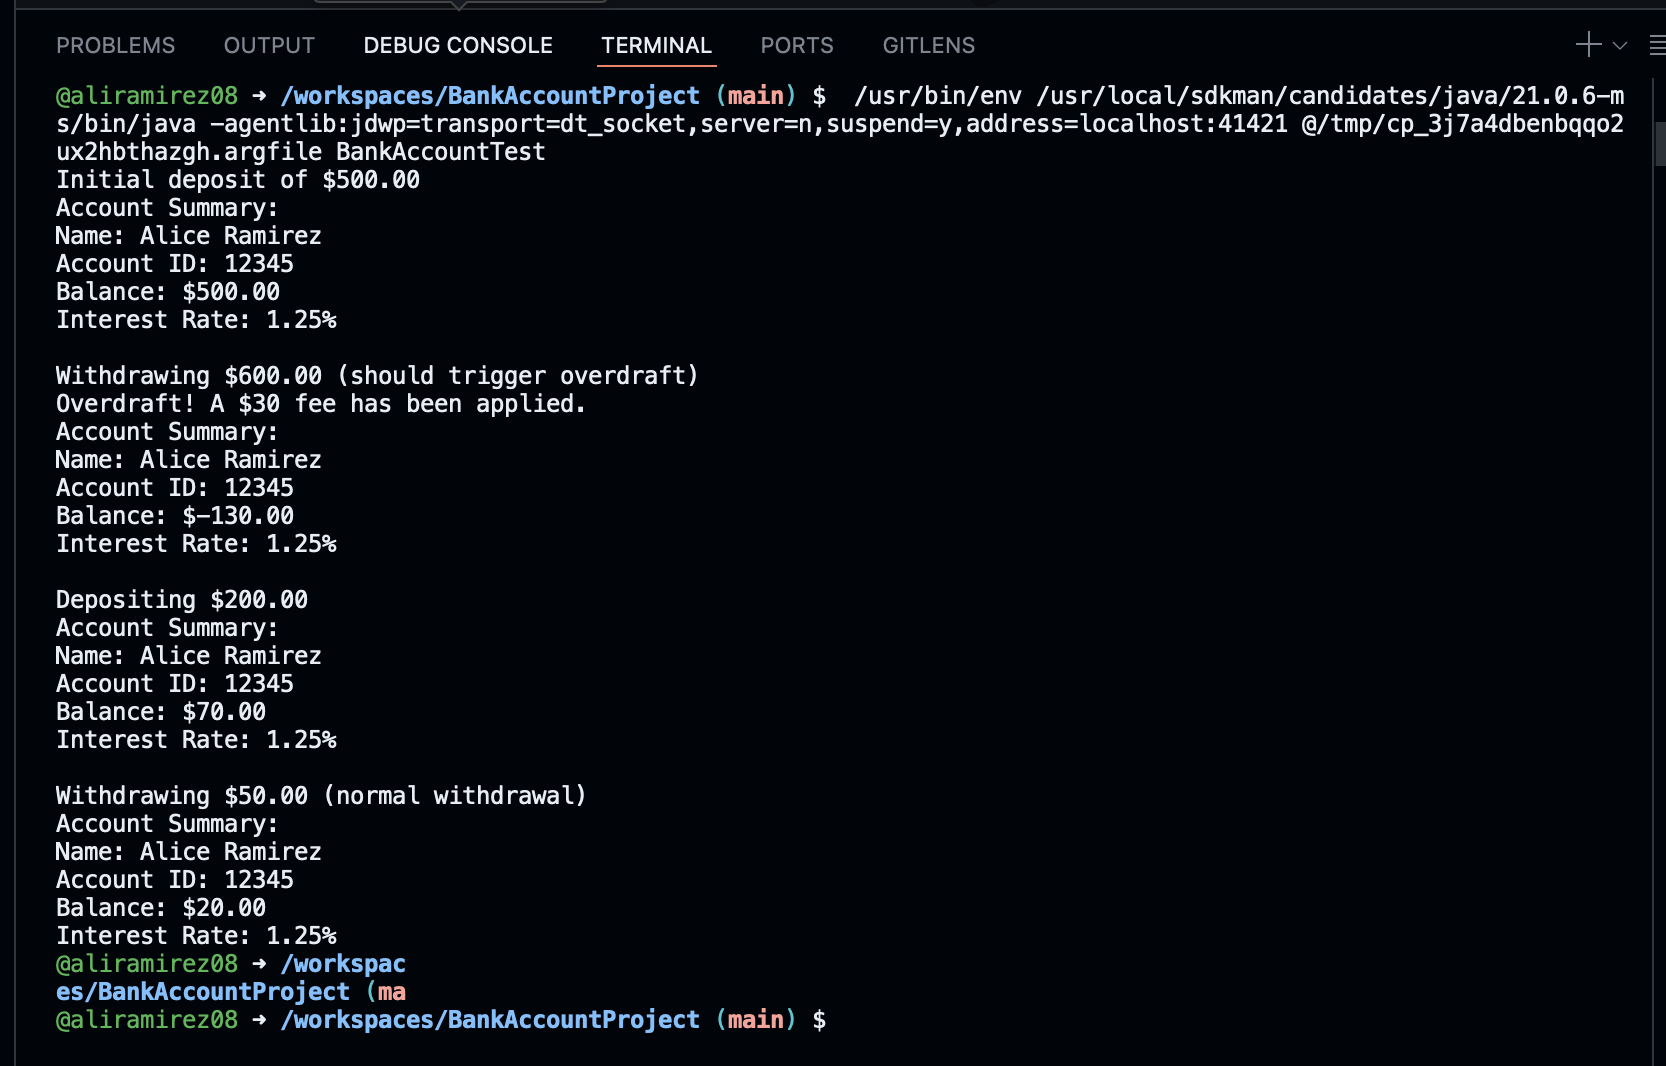 PROBLEMS OUTPUT DEBUG CONSOLE TERMINAL PORTS GITLENS
@aliramirez08 ➜ /workspaces/BankAccountProject (main) $  /usr/bin/env /usr/local/sdkman/candidates/java/21.0.6-m
s/bin/java -agentlib:jdwp=transport=dt_socket,server=n,suspend=y,address=localhost:41421 @/tmp/cp_3j7a4dbenbqqo2
ux2hbthazgh.argfile BankAccountTest
Initial deposit of $500.00
Account Summary:
Name: Alice Ramirez
Account ID: 12345
Balance: $500.00
Interest Rate: 1.25%

Withdrawing $600.00 (should trigger overdraft)
Overdraft! A $30 fee has been applied.
Account Summary:
Name: Alice Ramirez
Account ID: 12345
Balance: $-130.00
Interest Rate: 1.25%

Depositing $200.00
Account Summary:
Name: Alice Ramirez
Account ID: 12345
Balance: $70.00
Interest Rate: 1.25%

Withdrawing $50.00 (normal withdrawal)
Account Summary:
Name: Alice Ramirez
Account ID: 12345
Balance: $20.00
Interest Rate: 1.25%
@aliramirez08 ➜ /workspac
es/BankAccountProject (ma
@aliramirez08 ➜ /workspaces/BankAccountProject (main) $